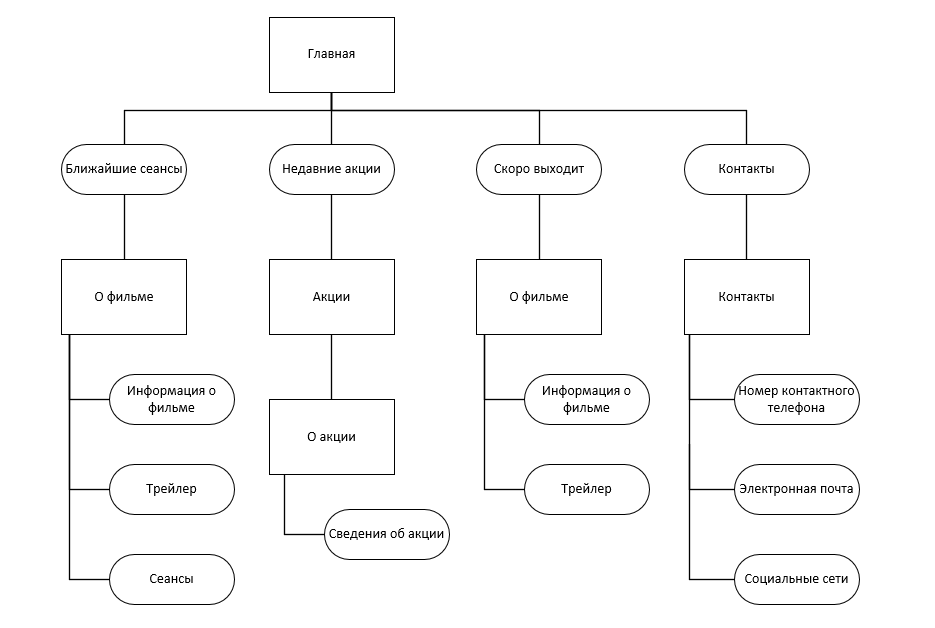 Главная
Ближайшие сеансы
Недавние акции
Скоро выходит
Контакты
О фильме
Акции
О фильме
Контакты
Информация о
фильме
Информация о
фильме
Номер контактного
телефона
О акции
Трейлер
Трейлер
Электронная почта
Сведения об акции
Сеансы
Социальные сети